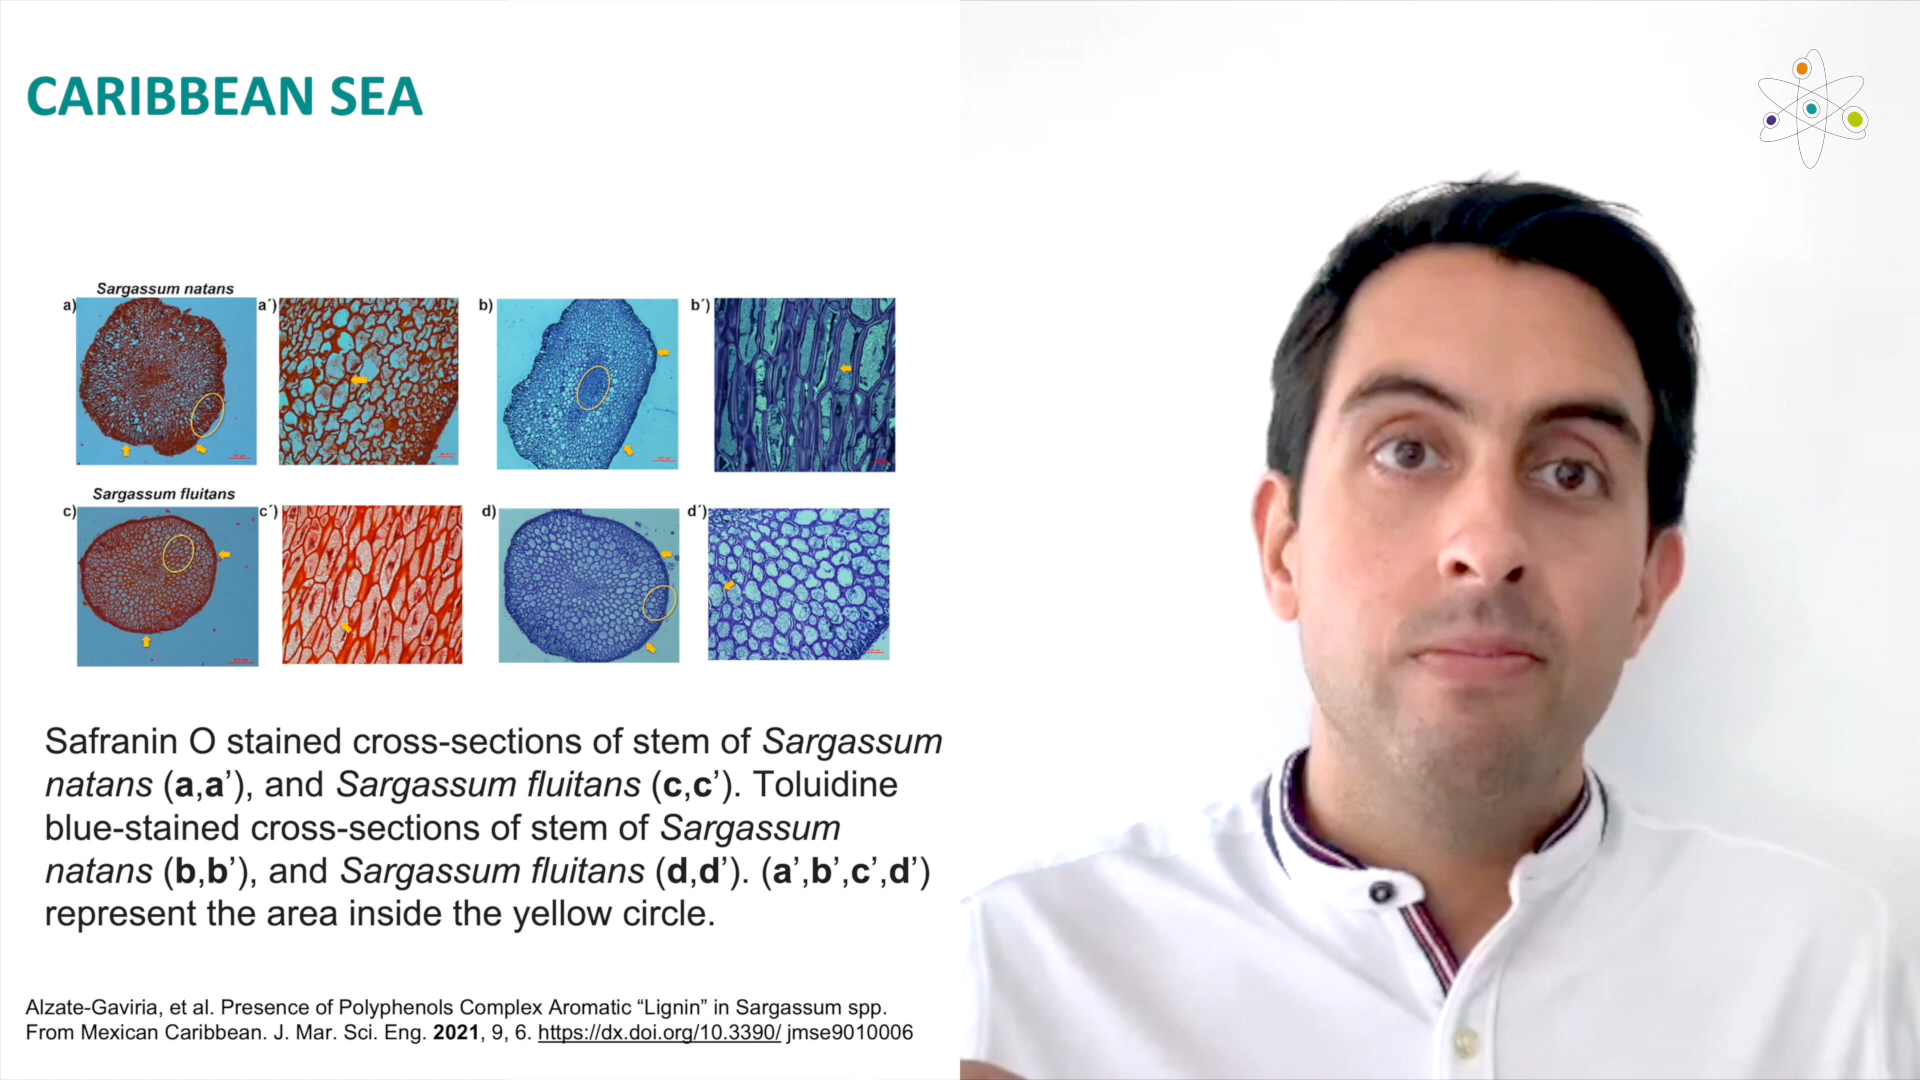 CARIBBEAN SEA
Sargassum natans
a)
a´)
b)
b´)
Sargassum fluitans
c)
c´)
d)
d´)
Safranin O stained cross-sections of stem of Sargassum
natans (a,a’), and Sargassum fluitans (c,c’). Toluidine
blue-stained cross-sections of stem of Sargassum
natans (b,b’), and Sargassum fluitans (d,d’). (a’,b’,c’,d’)
represent the area inside the yellow circle.
Alzate-Gaviria, et al. Presence of Polyphenols Complex Aromatic “Lignin” in Sargassum spp.
From Mexican Caribbean. J. Mar. Sci. Eng. 2021, 9, 6. https://dx.doi.org/10.3390/ jmse9010006